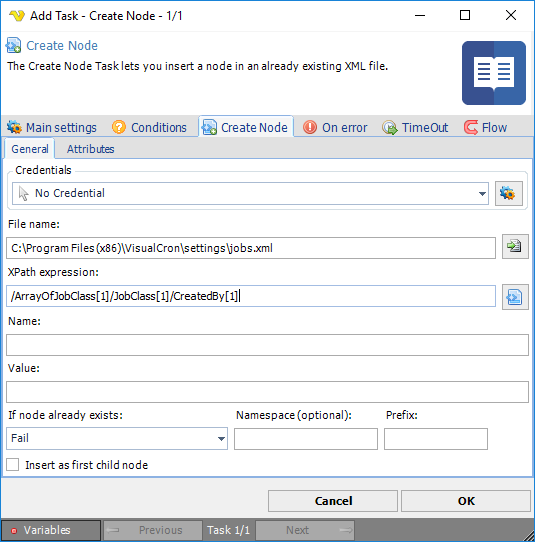 Add Task - Create Node - 1/1
Create Node
The Create Node Task lets you insert a node in an already existing XML file.
Main settings
Conditions
Create Node
On error
TimeOut
Flow
General
Attributes
Credentials
No Credential
File name:
C:\Program Files (x86)\VisualCron\settings\jobs.xml
XPath expression:
/ArrayOfJobClass[1]/JobClass[1]/CreatedBy[1]
Name:
Value:
If node already exists:
Namespace (optional):
Prefix:
Fail
Insert as first child node
Cancel
OK
Variables
Previous
Task 1/1
Next